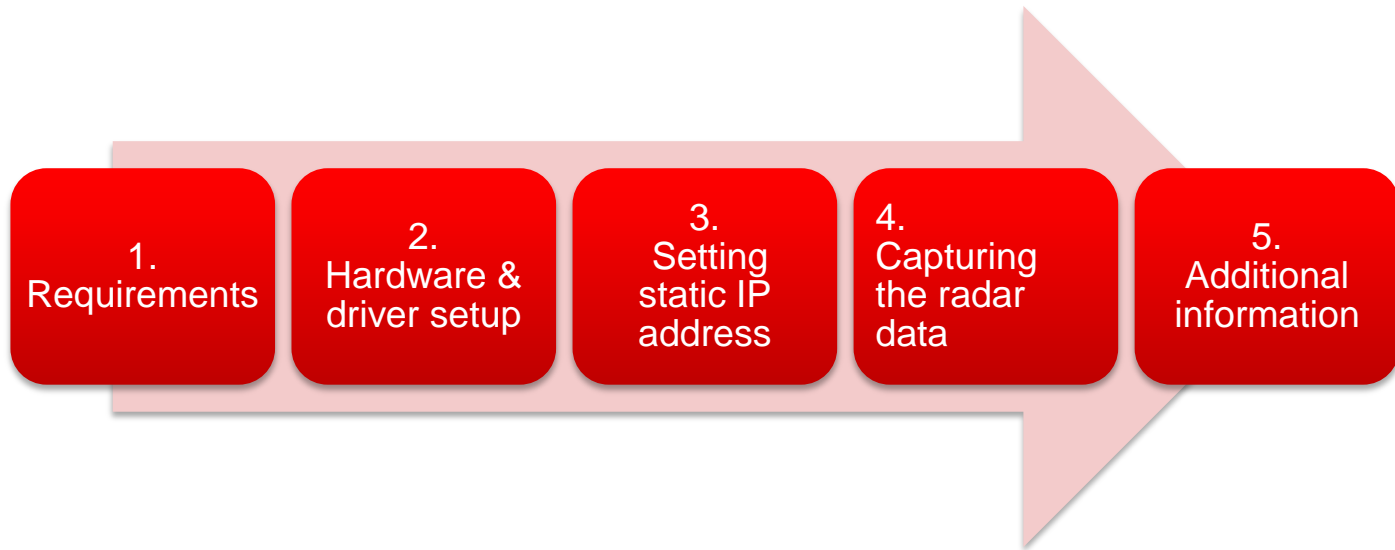 1.
Requirements
2.
Hardware &
driver setup
3.
Setting
static IP
address
4.
Capturing
the radar
data
5.
Additional
information